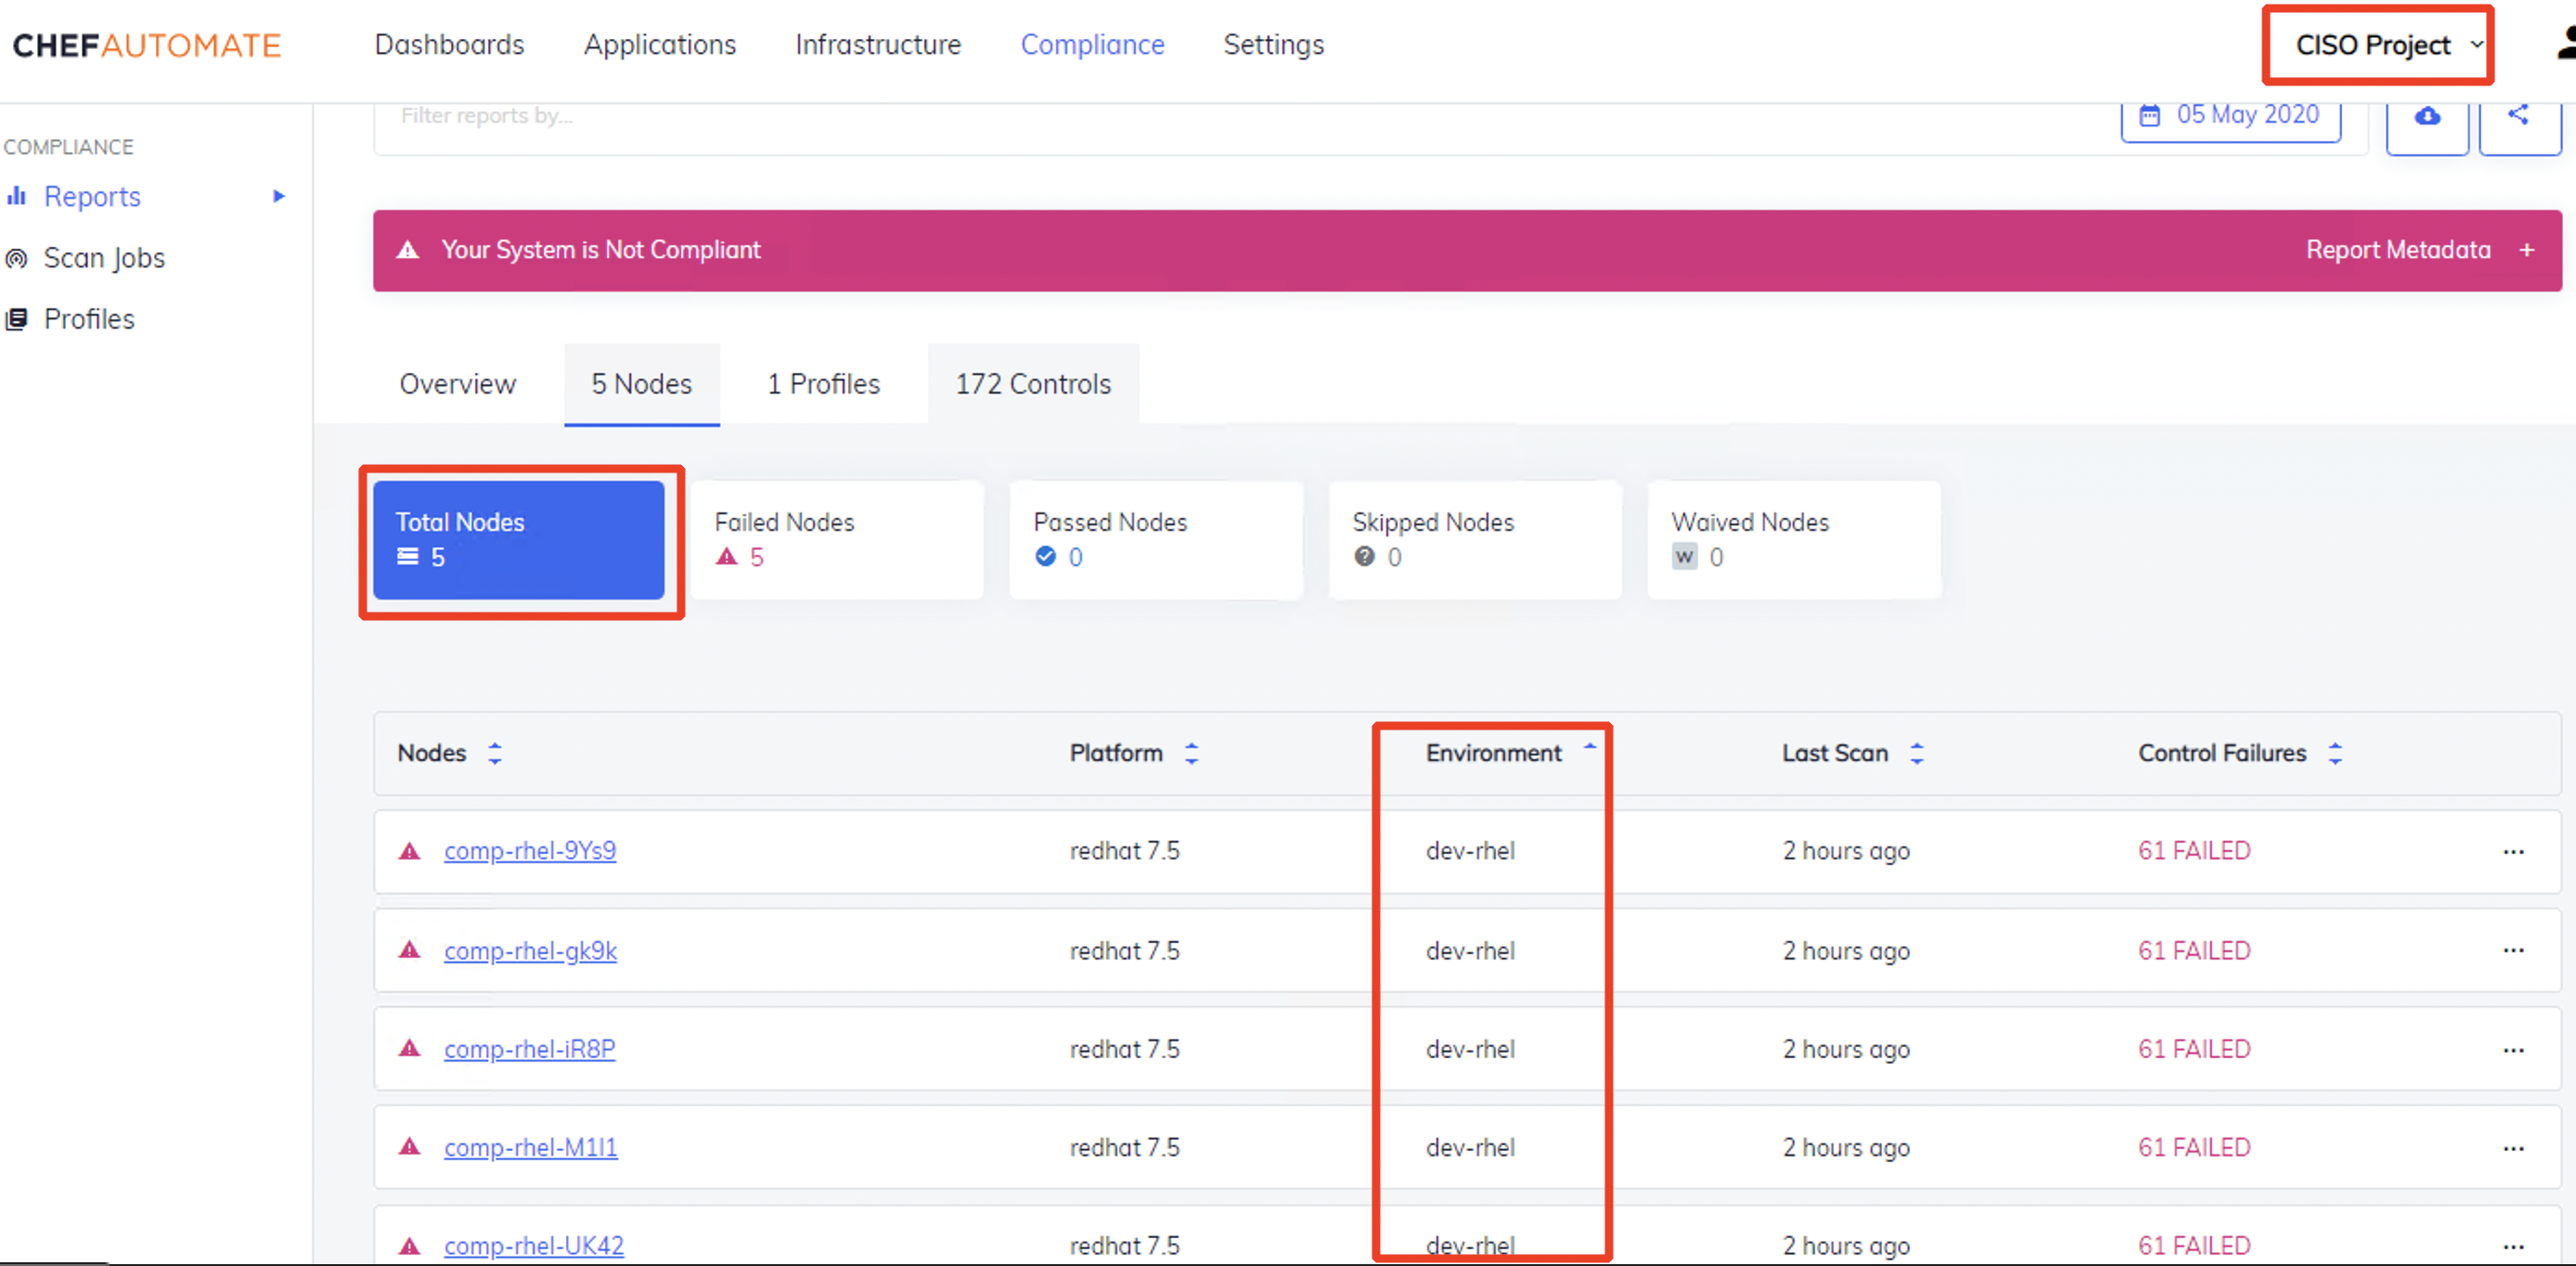 CHEFAUTOMATE Dashboards Applications Infrastructure Compliance Settings CISO Project
COMPLIANCE
Reports
Scan Jobs
Profiles
Filter reports by...
05 May 2020
Your System is Not Compliant Report Metadata +
Overview 5 Nodes 1 Profiles 172 Controls
Total Nodes
5
Failed Nodes
5
Passed Nodes
0
Skipped Nodes
? 0
Waived Nodes
W 0
Nodes Platform Environment Last Scan Control Failures
comp-rhel-9Ys9 redhat 7.5 dev-rhel 2 hours ago 61 FAILED ...
comp-rhel-gk9k redhat 7.5 dev-rhel 2 hours ago 61 FAILED ...
comp-rhel-iR8P redhat 7.5 dev-rhel 2 hours ago 61 FAILED ...
comp-rhel-M1l1 redhat 7.5 dev-rhel 2 hours ago 61 FAILED ...
comp-rhel-UK42 redhat 7.5 dev-rhel 2 hours ago 61 FAILED ...